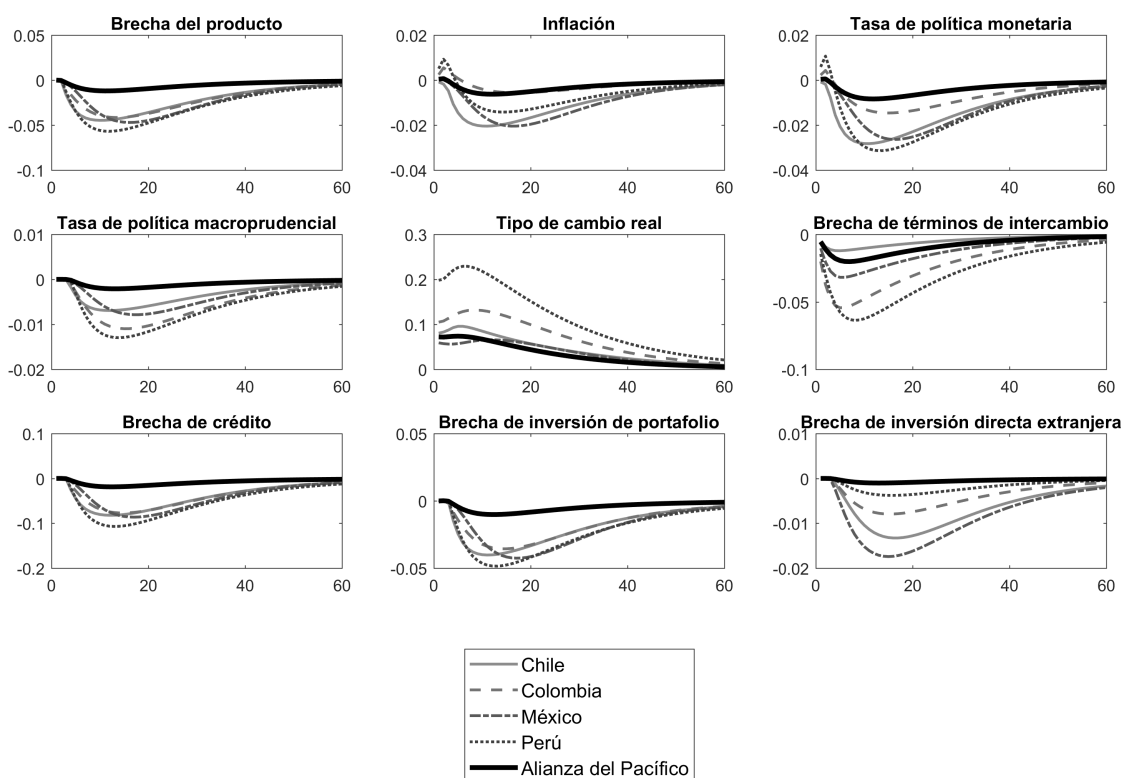 Brecha del producto
Inflación
Tasa de política monetaria
0.05
0
-0.05
-0.1
0 20 40 60
0.02
0
-0.02
-0.04
0 20 40 60
0.02
0
-0.02
-0.04
0 20 40 60
Tasa de política macroprudencial
Tipo de cambio real
Brecha de términos de intercambio
0.01
0
-0.01
-0.02
0 20 40 60
0.3
0.2
0.1
0
0 20 40 60
0
-0.05
-0.1
0 20 40 60
Brecha de crédito
Brecha de inversión de portafolio
Brecha de inversión directa extranjera
0.1
0
-0.1
-0.2
0 20 40 60
0.05
0
-0.05
0 20 40 60
0.01
0
-0.01
-0.02
0 20 40 60
Chile
Colombia
México
Perú
Alianza del Pacífico